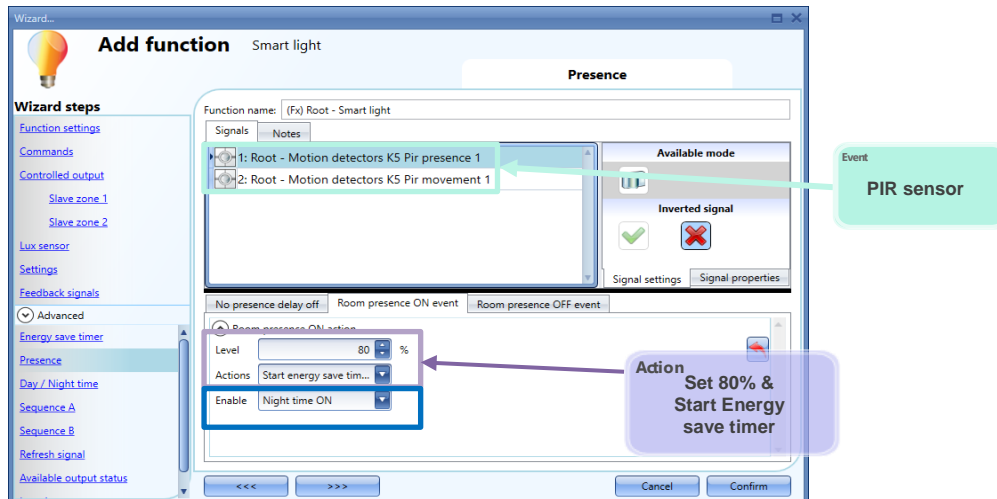 Wizard...
Add function Smart light
Presence
Wizard steps
Function settings
Commands
Controlled output
Slave zone 1
Slave zone 2
Lux sensor
Settings
Feedback signals
Advanced
Energy save timer
Presence
Day / Night time
Sequence A
Sequence B
Refresh signal
Available output status
Function name: (Fx) Root - Smart light
Signals Notes
1: Root - Motion detectors K5 Pir presence 1
2: Root - Motion detectors K5 Pir movement 1
Available mode
Inverted signal
Signal settings Signal properties
No presence delay off Room presence ON event Room presence OFF event
Room presence ON action
Level 80 %
Actions Start energy save tim...
Enable Night time ON
<<< >>> Cancel Confirm
Event
PIR sensor
Action
Set 80% &
Start Energy
save timer